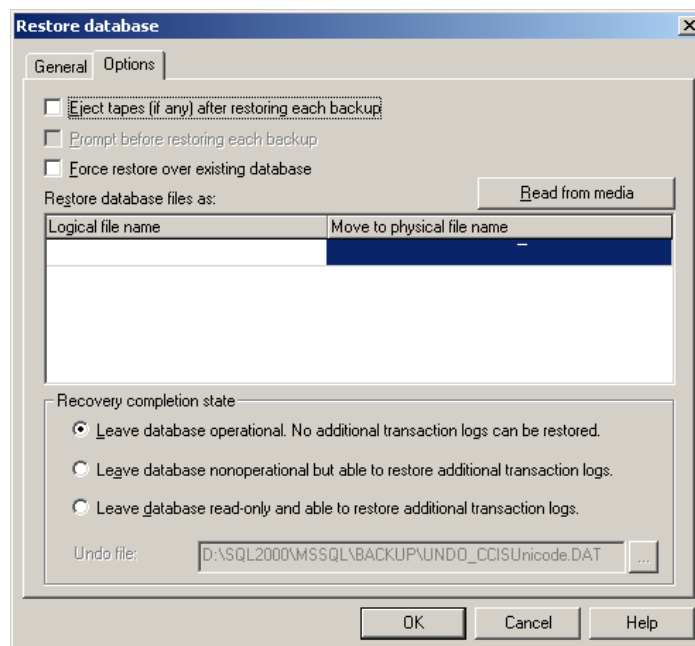 Restore database
General Options
Eject tapes (if any) after restoring each backup
Prompt before restoring each backup
Force restore over existing database
Restore database files as:
Read from media
Logical file name
Move to physical file name
Recovery completion state
Leave database operational. No additional transaction logs can be restored.
Leave database nonoperational but able to restore additional transaction logs.
Leave database read-only and able to restore additional transaction logs.
Undo file:
D:\SQL2000\MSSQL\BACKUP\UNDO_CCISUnicode.DAT
...
OK
Cancel
Help